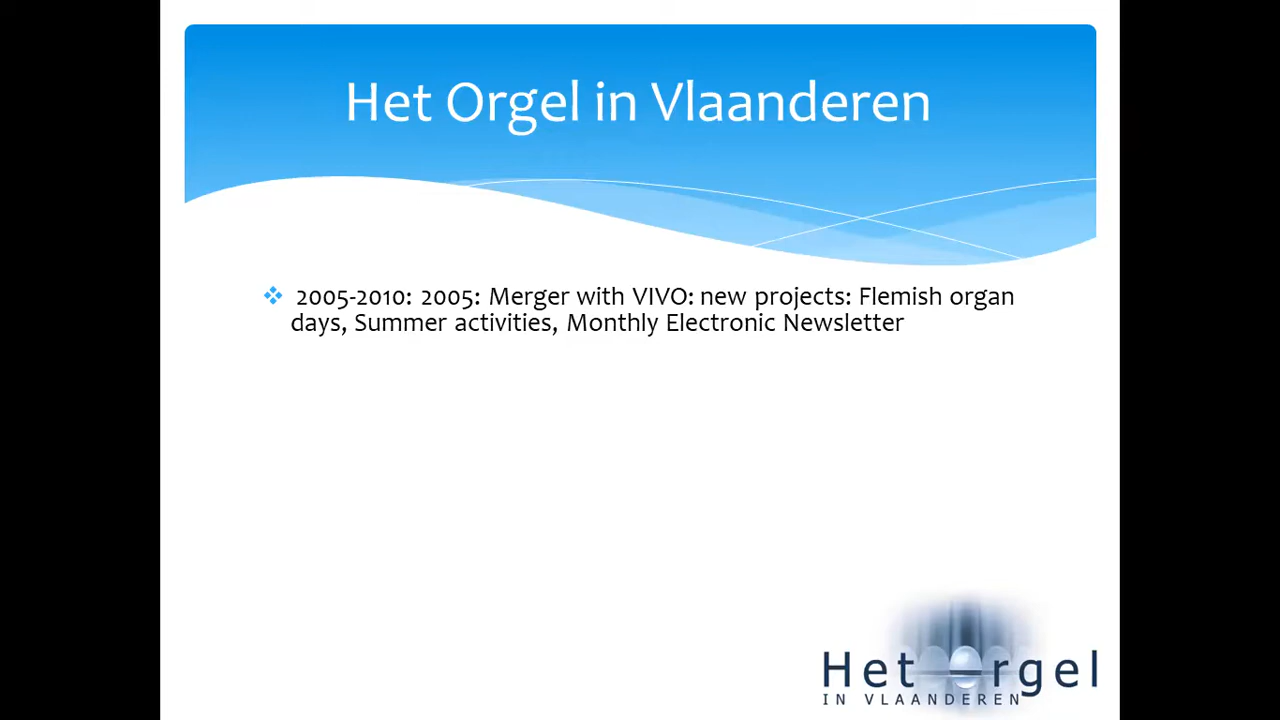 Het Orgel in Vlaanderen
2005-2010: 2005: Merger with VIVO: new projects: Flemish organ
days, Summer activities, Monthly Electronic Newsletter
Het Orgel
IN VLAANDEREN